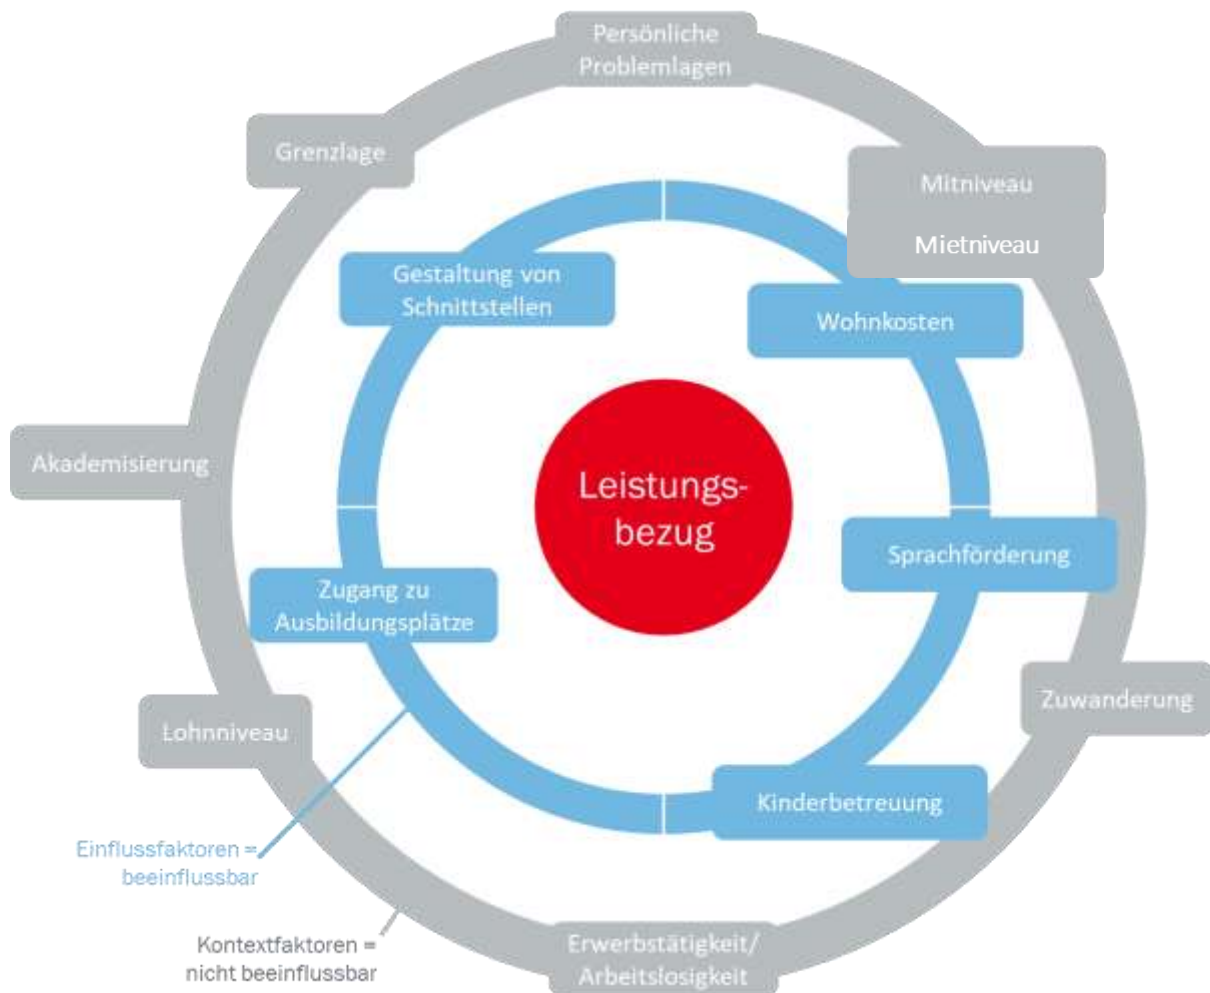 Persönliche
Problemlagen
Grenzlage
Mitniveau
Mietniveau
Gestaltung von
Schnittstellen
Wohnkosten
Akademisierung
Leistungs-
bezug
Sprachförderung
Zugang zu
Ausbildungsplätze
Zuwanderung
Lohnniveau
Kinderbetreuung
Einflussfaktoren =
beeinflussbar
Kontextfaktoren =
nicht beeinflussbar
Erwerbstätigkeit/
Arbeitslosigkeit